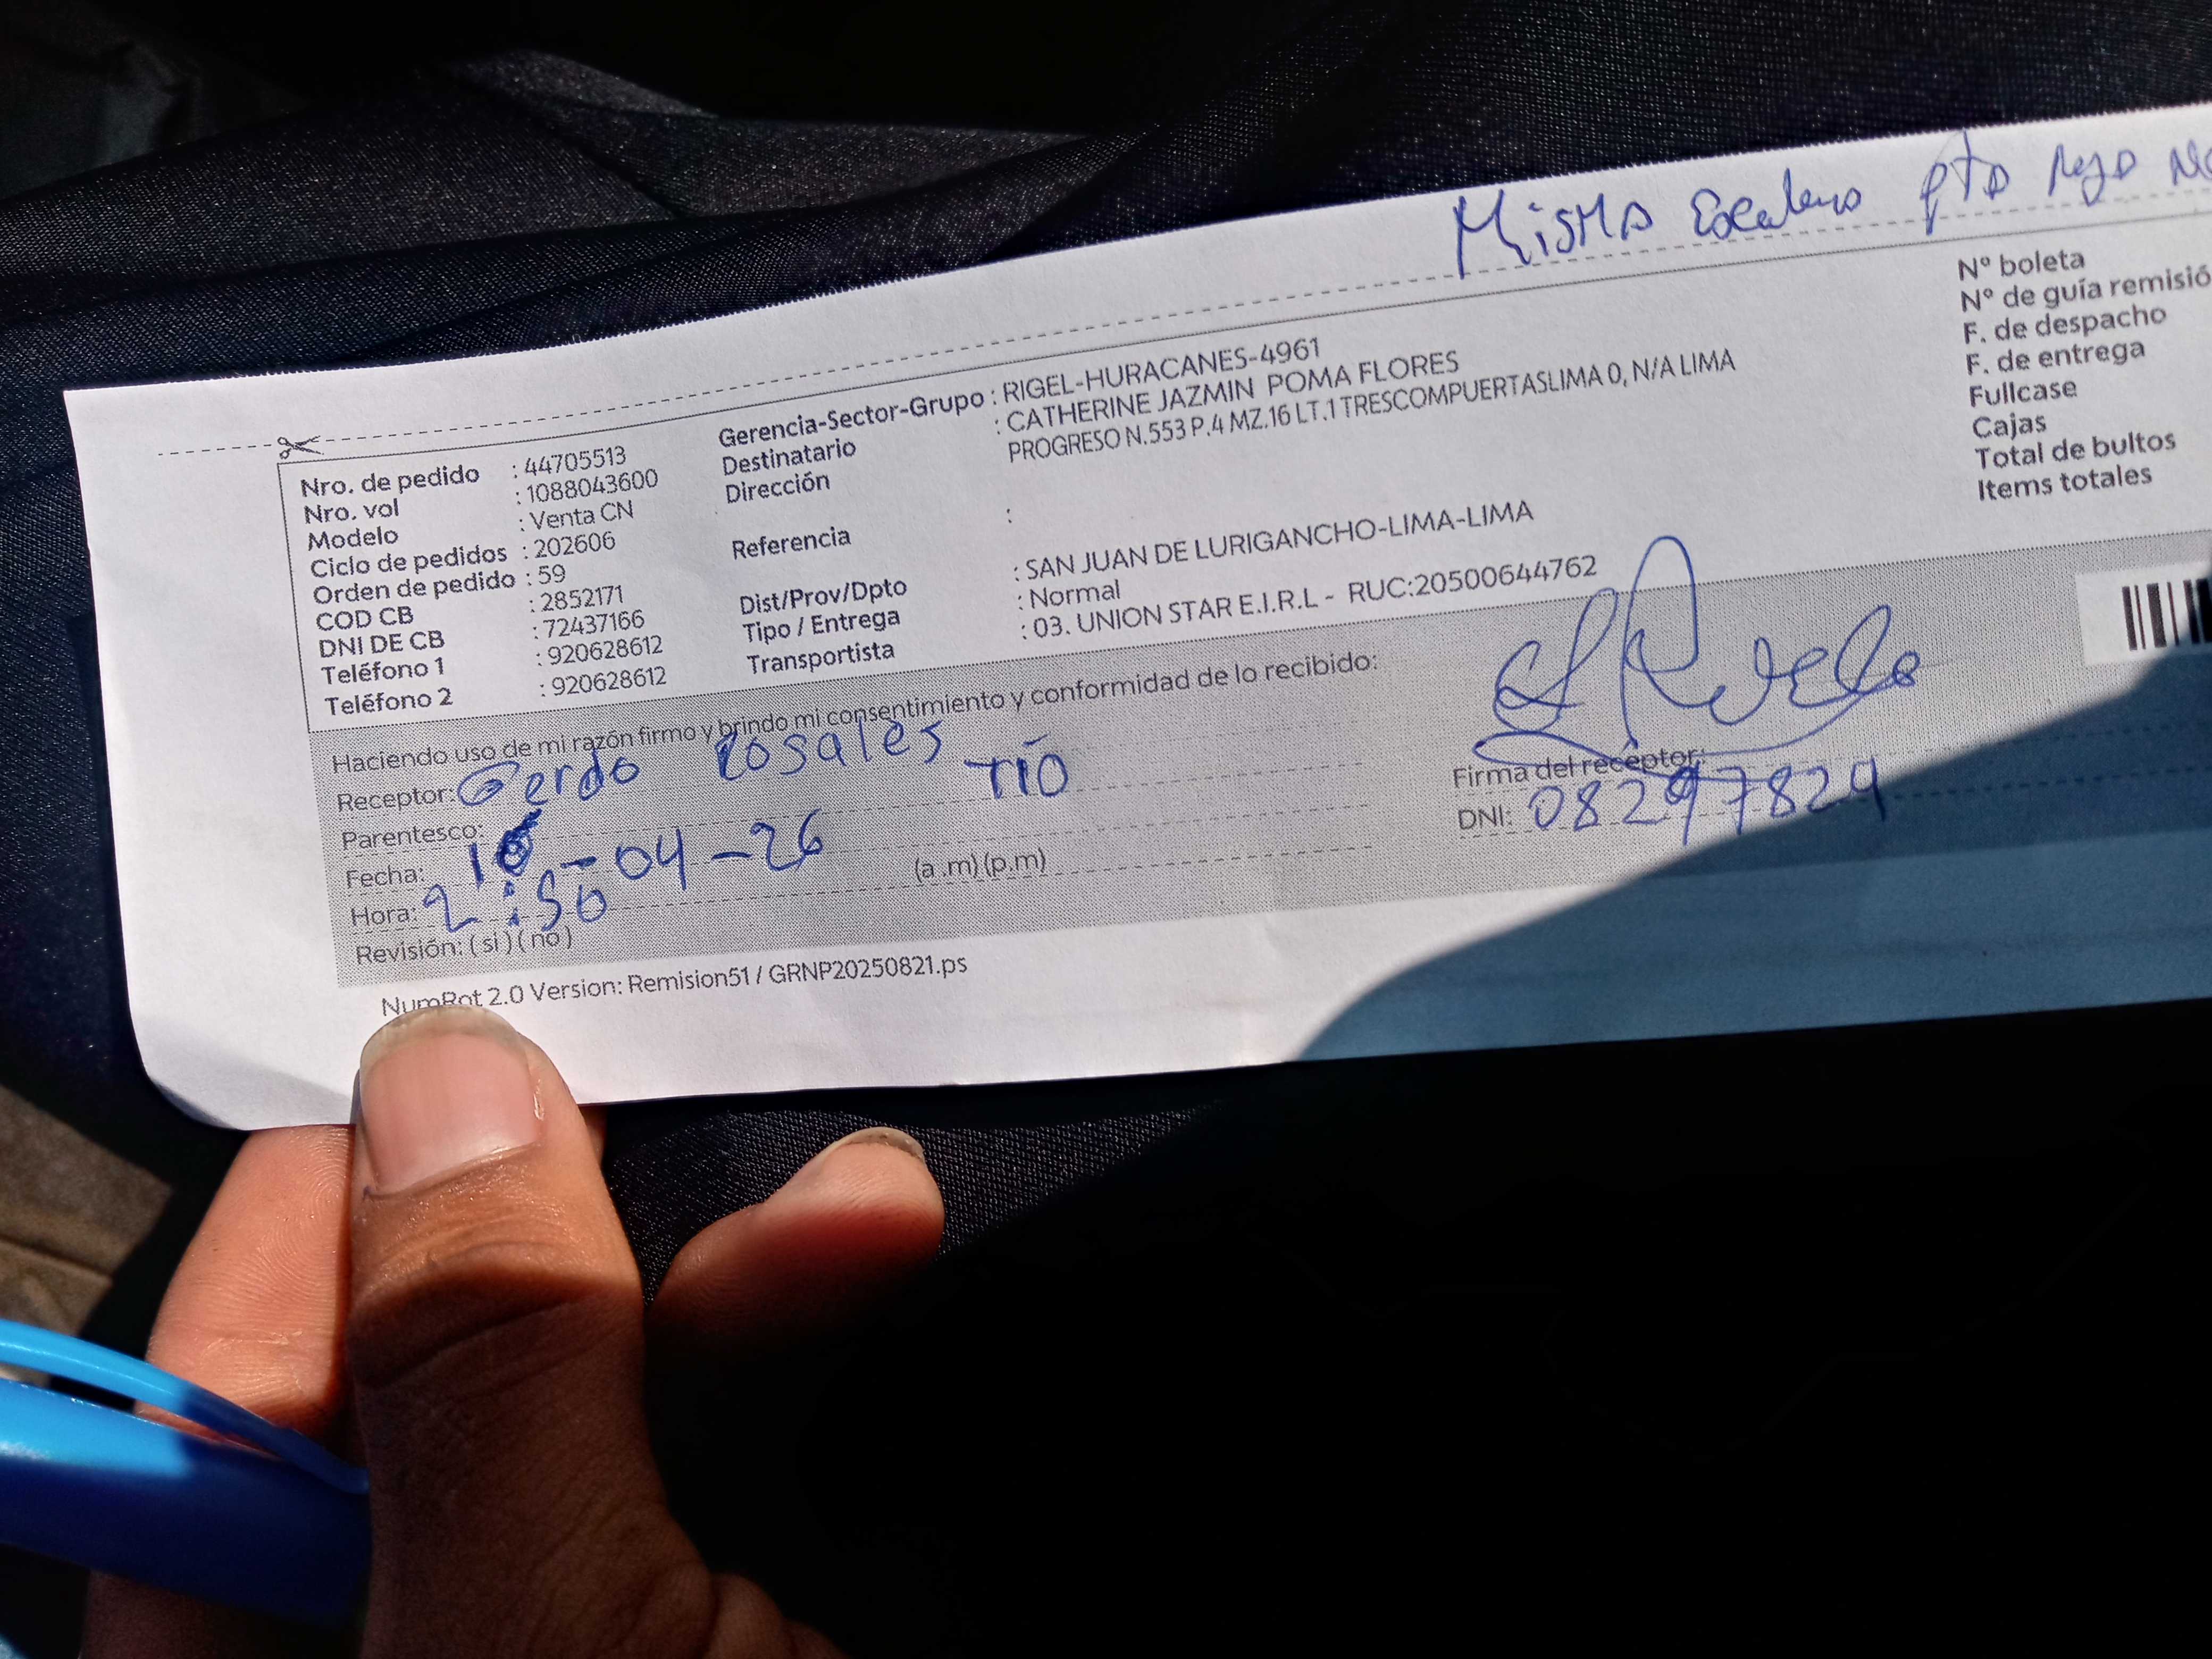 Misma
Nro. de pedido : 44705513
Nro. vol : 1088043600
Modelo : Venta CN
Ciclo de pedidos : 202606
Orden de pedido : 59
COD CB : 2852171
DNI DE CB : 72437166
Teléfono 1 : 920628612
Teléfono 2 : 920628612
Gerencia-Sector-Grupo : RIGEL-HURACANES-4961
Destinatario : CATHERINE JAZMIN POMA FLORES
Dirección PROGRESO N.553 P.4 MZ.16 LT.1 TRESCOMPUERTASLIMA 0, N/A LIMA
Referencia :
Dist/Prov/Dpto : SAN JUAN DE LURIGANCHO-LIMA-LIMA
Tipo / Entrega : Normal
Transportista : 03. UNION STAR E.I.R.L - RUC:20500644762
N° boleta
N° de guía remisió
F. de despacho
F. de entrega
Fullcase
Cajas
Total de bultos
Items totales
Haciendo uso de mi razón firmo y brindo mi consentimiento y conformidad de lo recibido:
Receptor: Gerdo Rosales
Parentesco: TÍO
Fecha: -04-26
Hora: 2:50 (a .m) (p.m)
Revisión: ( si ) ( no )
Firma del receptor:
DNI: 08297829
NumRot 2.0 Version: Remision51 / GRNP20250821.ps